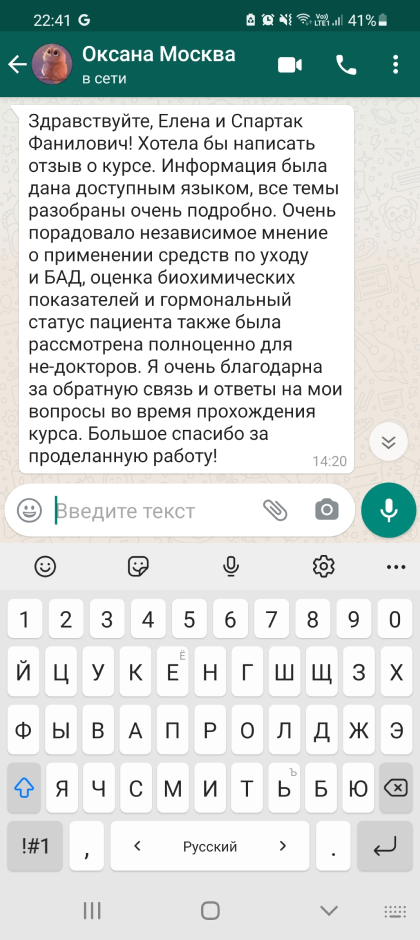 22:41 G Vo)) LTE1 41%
Оксана Москва
в сети
Здравствуйте, Елена и Спартак
Фанилович! Хотела бы написать
отзыв о курсе. Информация была
дана доступным языком, все темы
разобраны очень подробно. Очень
порадовало независимое мнение
о применении средств по уходу
и БАД, оценка биохимических
показателей и гормональный
статус пациента также была
рассмотрена полноценно для
не-докторов. Я очень благодарна
за обратную связь и ответы на мои
вопросы во время прохождения
курса. Большое спасибо за
проделанную работу!
14:20
Введите текст
1 2 3 4 5 6 7 8 9 0
Й Ц У К Е Ё Н Г Ш Щ З Х
Ф Ы В А П Р О Л Д Ж Э
Я Ч С М И Т Ь Ъ Б Ю
!#1 , < Русский > .